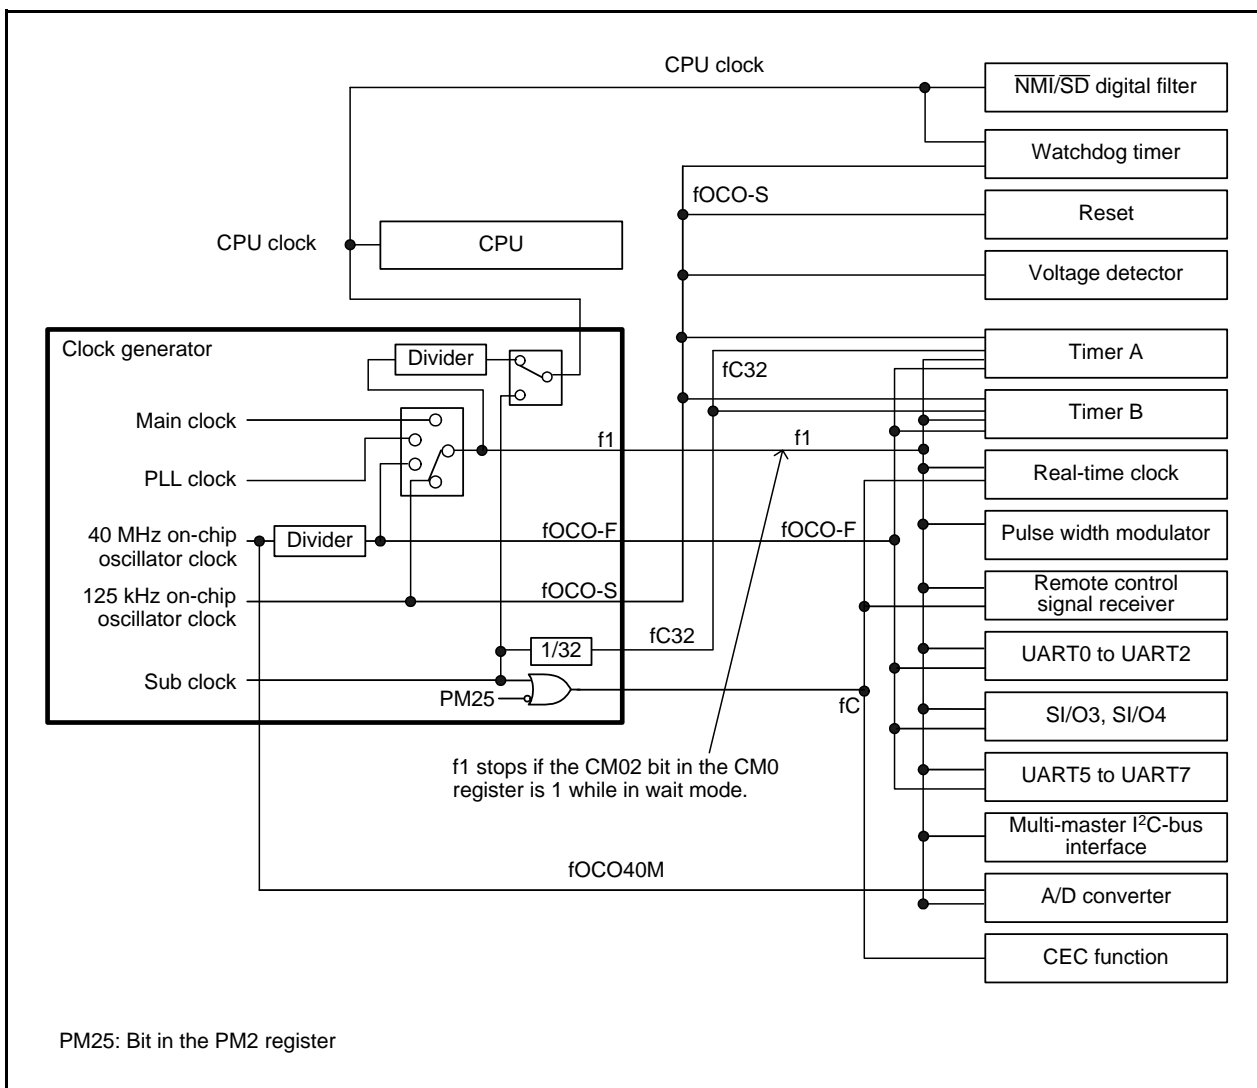 CPU clock
NMI/SD digital filter
Watchdog timer
fOCO-S
Reset
CPU clock
CPU
Voltage detector
Clock generator
Divider
Timer A
fC32
Main clock
Timer B
f1
f1
PLL clock
Real-time clock
40 MHz on-chip
oscillator clock
Divider
fOCO-F
fOCO-F
Pulse width modulator
125 kHz on-chip
oscillator clock
fOCO-S
Remote control
signal receiver
1/32
fC32
UART0 to UART2
Sub clock
PM25
fC
SI/O3, SI/O4
f1 stops if the CM02 bit in the CM0
register is 1 while in wait mode.
UART5 to UART7
Multi-master I²C-bus
interface
fOCO40M
A/D converter
CEC function
PM25: Bit in the PM2 register